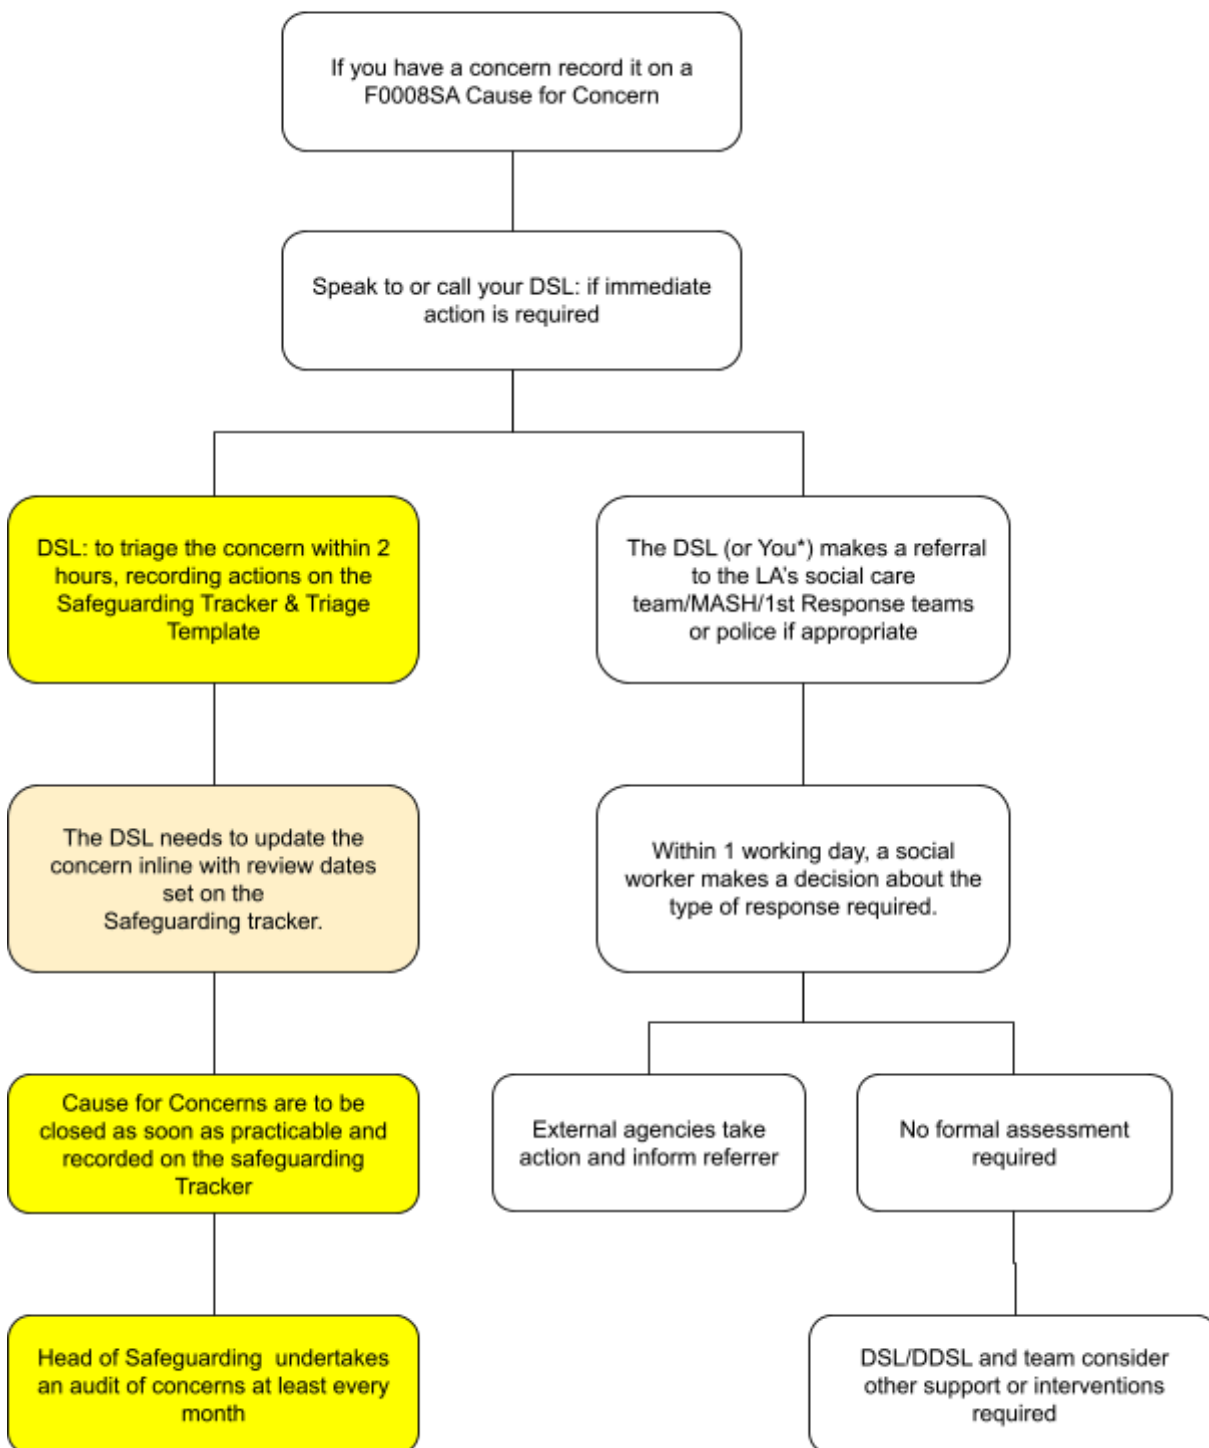 If you have a concern record it on a
F0008SA Cause for Concern
Speak to or call your DSL: if immediate
action is required
DSL: to triage the concern within 2
hours, recording actions on the
Safeguarding Tracker & Triage
Template
The DSL (or You*) makes a referral
to the LA's social care
team/MASH/1st Response teams
or police if appropriate
The DSL needs to update the
concern inline with review dates
set on the
Safeguarding tracker.
Within 1 working day, a social
worker makes a decision about the
type of response required.
Cause for Concerns are to be
closed as soon as practicable and
recorded on the safeguarding
Tracker
External agencies take
action and inform referrer
No formal assessment
required
Head of Safeguarding undertakes
an audit of concerns at least every
month
DSL/DDSL and team consider
other support or interventions
required